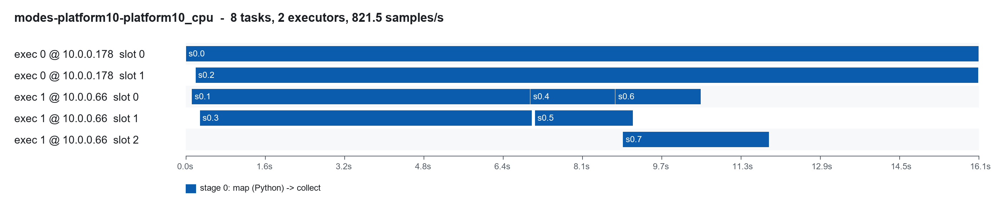 modes-platform10-platform10_cpu  -  8 tasks, 2 executors, 821.5 samples/s
exec 0 @ 10.0.0.178  slot 0
s0.0
exec 0 @ 10.0.0.178  slot 1
s0.2
exec 1 @ 10.0.0.66  slot 0
s0.1 s0.4 s0.6
exec 1 @ 10.0.0.66  slot 1
s0.3 s0.5
exec 1 @ 10.0.0.66  slot 2
s0.7
0.0s 1.6s 3.2s 4.8s 6.4s 8.1s 9.7s 11.3s 12.9s 14.5s 16.1s
stage 0: map (Python) -> collect